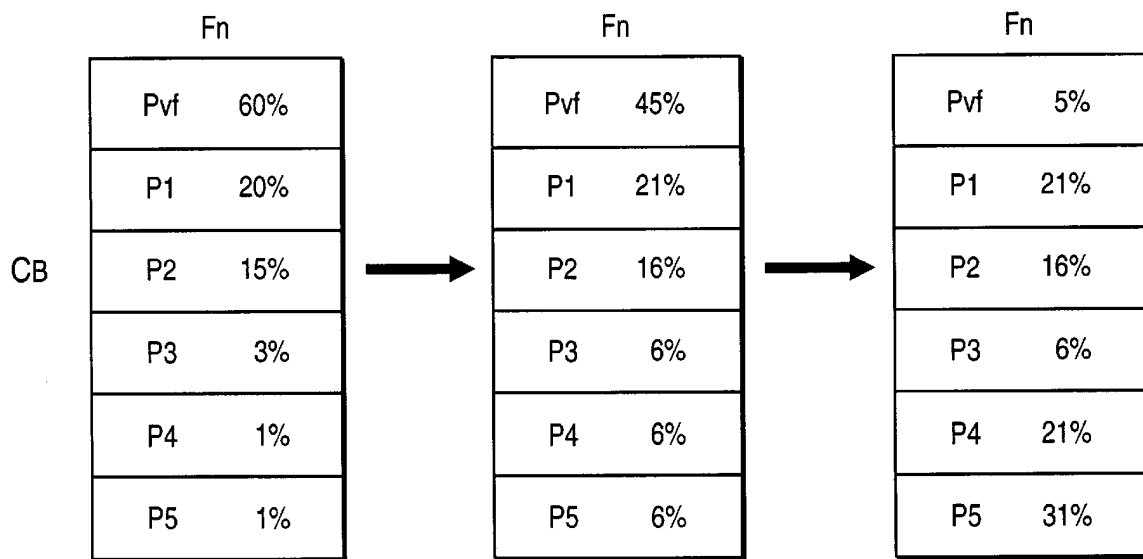 Fn Fn Fn
Pvf 60% Pvf 45% Pvf 5%
P1 20% P1 21% P1 21%
CB P2 15% P2 16% P2 16%
P3 3% P3 6% P3 6%
P4 1% P4 6% P4 21%
P5 1% P5 6% P5 31%